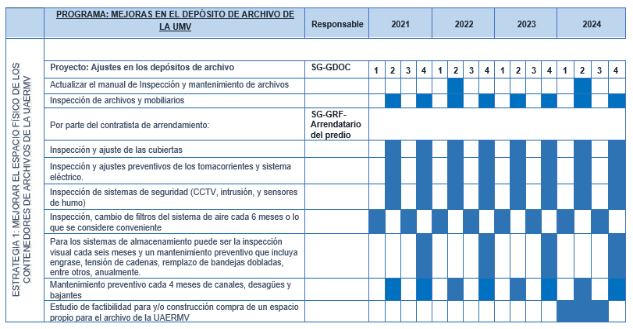 PROGRAMA: MEJORAS EN EL DEPÒSITO DE ARCHIVO DE
LA UMV
Responsable
2021
2022
2023
2024
ESTRATEGIA 1: MEJORAR EL ESPACIO FÍSICO DE LOS
CONTENEDORES DE ARCHIVOS DE LA UAERMV
Proyecto: Ajustes en los depósitos de archivo
SG-GDOC
1 2 3 4 1 2 3 4 1 2 3 4 1 2 3 4
Actualizar el manual de Inspección y mantenimiento de archivos
Inspección de archivos y mobiliarios
Por parte del contratista de arrendamiento:
SG-GRF-
Arrendatario
del predio
Inspección y ajuste de las cubiertas
Inspección y ajustes preventivos de los tomacorrientes y sistema
eléctrico.
Inspección de sistemas de seguridad (CCTV, intrusión, y sensores
de humo)
Inspección, cambio de filtros del sistema de aire cada 6 meses o lo
que se considere conveniente
Para los sistemas de almacenamiento puede ser la inspección
visual cada seis meses y un mantenimiento preventivo que incluya
engrase, tensión de cadenas, remplazo de bandejas dobladas,
entre otros, anualmente.
Mantenimiento preventivo cada 4 meses de canales, desagües y
bajantes
Estudio de factibilidad para y/o construcción compra de un espacio
propio para el archivo de la UAERMV